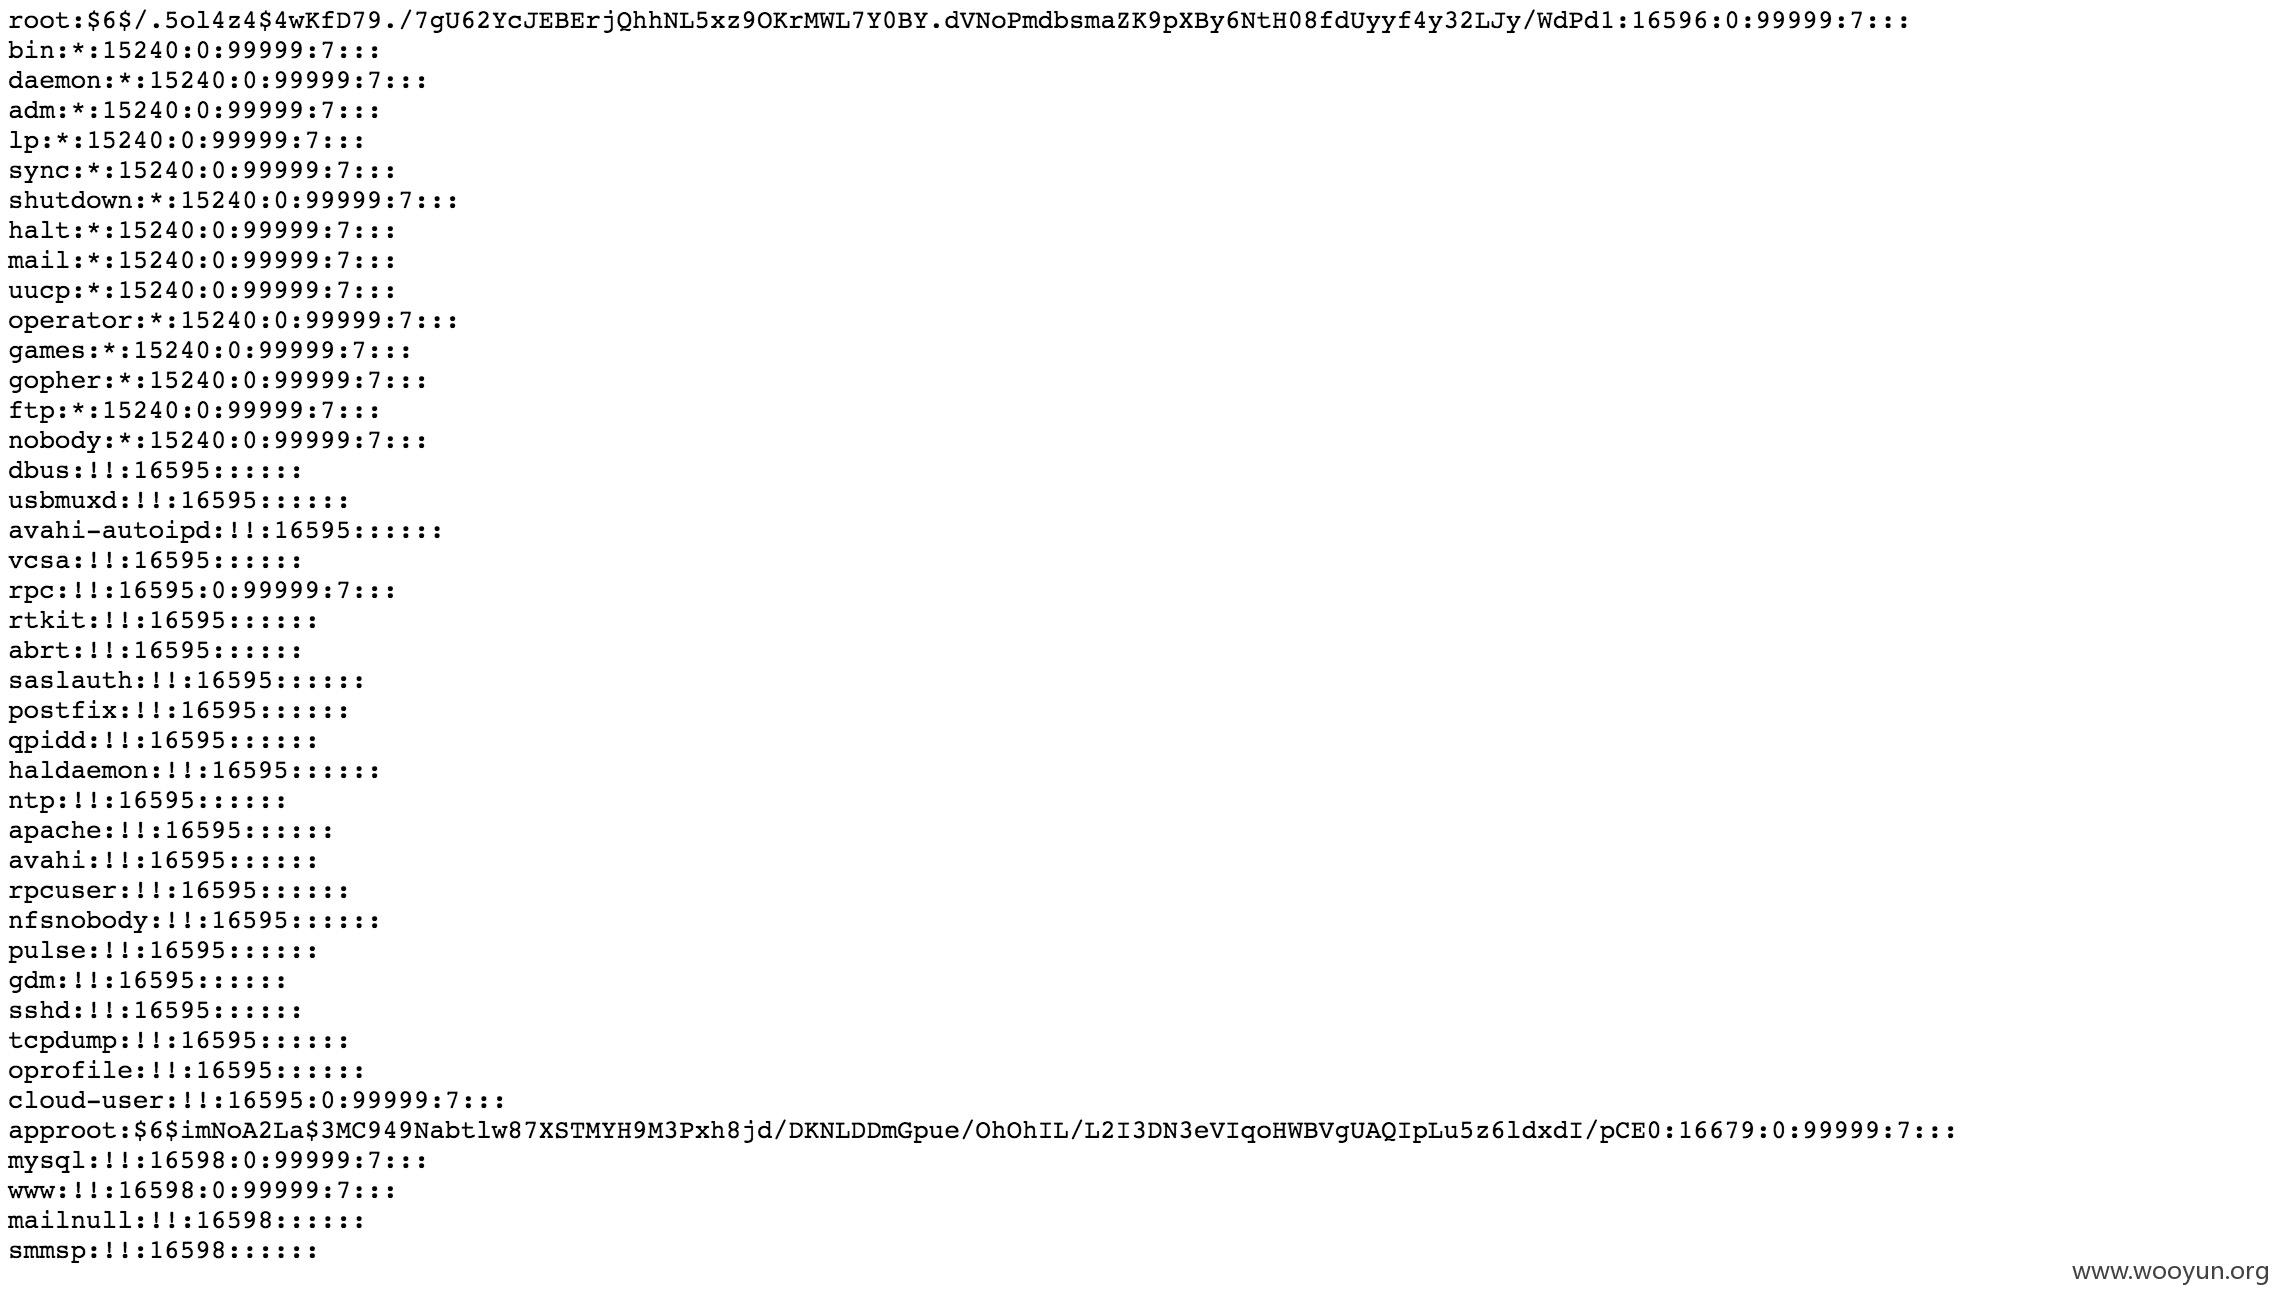 root:$6$/.5ol4z4$4wKfD79./7gU62YcJEBErjQhhNL5xz9OKrMWL7Y0BY.dVNoPmdbsmaZK9pXBy6NtH08fdUyyf4y32LJy/WdPd1:16596:0:99999:7:::
bin:*:15240:0:99999:7:::
daemon:*:15240:0:99999:7:::
adm:*:15240:0:99999:7:::
lp:*:15240:0:99999:7:::
sync:*:15240:0:99999:7:::
shutdown:*:15240:0:99999:7:::
halt:*:15240:0:99999:7:::
mail:*:15240:0:99999:7:::
uucp:*:15240:0:99999:7:::
operator:*:15240:0:99999:7:::
games:*:15240:0:99999:7:::
gopher:*:15240:0:99999:7:::
ftp:*:15240:0:99999:7:::
nobody:*:15240:0:99999:7:::
dbus:!!:16595::::::
usbmuxd:!!:16595::::::
avahi-autoipd:!!:16595::::::
vcsa:!!:16595::::::
rpc:!!:16595:0:99999:7:::
rtkit:!!:16595::::::
abrt:!!:16595::::::
saslauth:!!:16595::::::
postfix:!!:16595::::::
qpidd:!!:16595::::::
haldaemon:!!:16595::::::
ntp:!!:16595::::::
apache:!!:16595::::::
avahi:!!:16595::::::
rpcuser:!!:16595::::::
nfsnobody:!!:16595::::::
pulse:!!:16595::::::
gdm:!!:16595::::::
sshd:!!:16595::::::
tcpdump:!!:16595::::::
oprofile:!!:16595::::::
cloud-user:!!:16595:0:99999:7:::
approot:$6$imNoA2La$3MC949Nabtlw87XSTMYH9M3Pxh8jd/DKNLDDmGpue/OhOhIL/L2I3DN3eVIqoHWBVgUAQIpLu5z6ldxdI/pCE0:16679:0:99999:7:::
mysql:!!:16598:0:99999:7:::
www:!!:16598:0:99999:7:::
mailnull:!!:16598::::::
smmsp:!!:16598::::::
www.wooyun.org